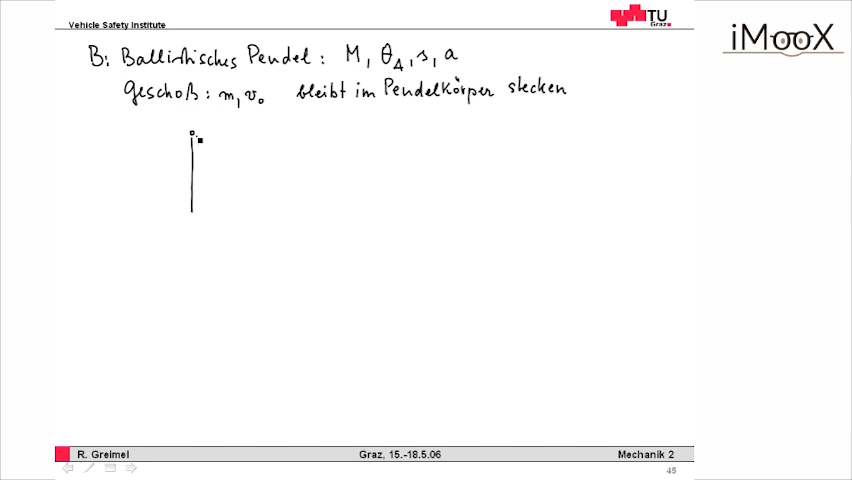 Vehicle Safety Institute
TU
Graz
iMooX
B: Ballistisches Pendel: M, θA, s, a
Geschoß: m, v₀ bleibt im Pendelkörper stecken
R. Greimel
Graz, 15.-18.5.06
Mechanik 2
45